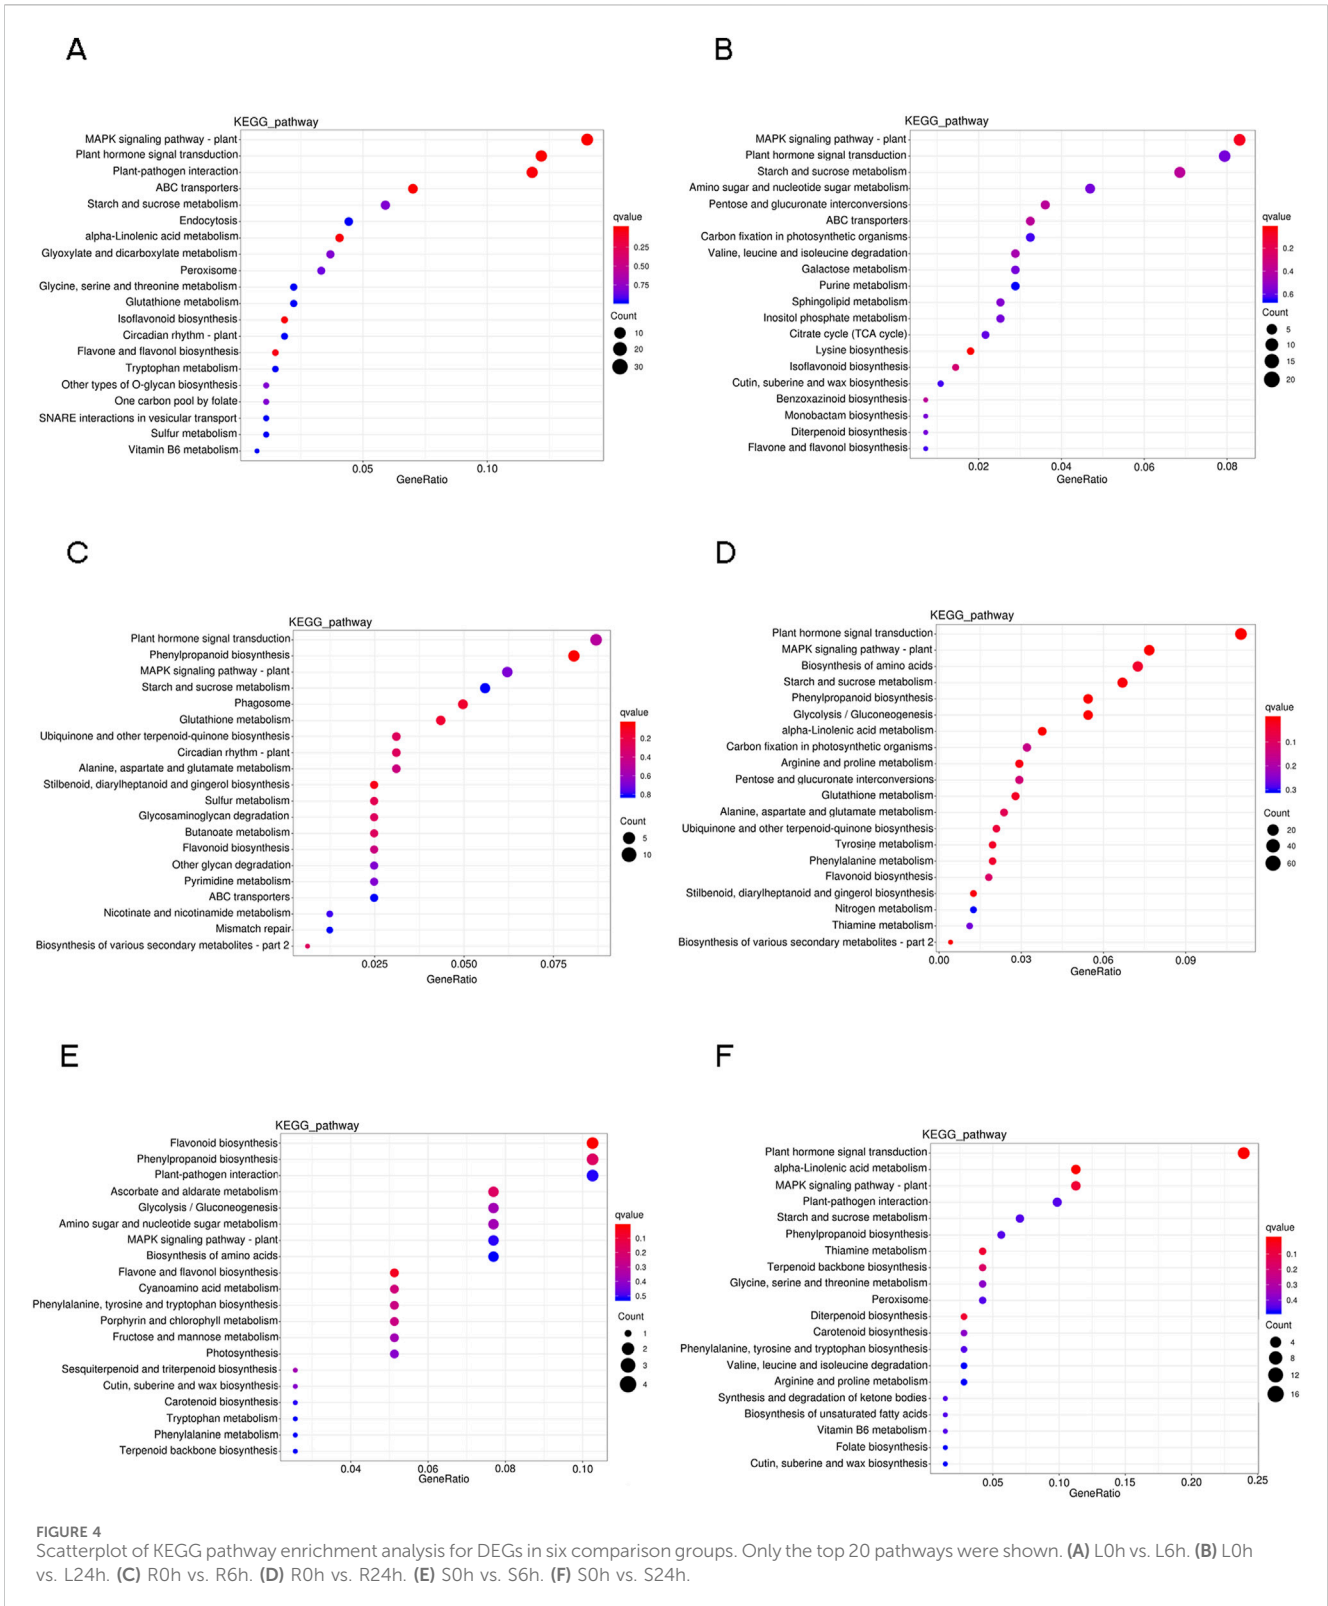 A
KEGG_pathway
MAPK signaling pathway - plant
Plant hormone signal transduction
Plant-pathogen interaction
ABC transporters
Starch and sucrose metabolism
Endocytosis
alpha-Linolenic acid metabolism
Glyoxylate and dicarboxylate metabolism
Peroxisome
Glycine, serine and threonine metabolism
Glutathione metabolism
Isoflavonoid biosynthesis
Circadian rhythm - plant
Flavone and flavonol biosynthesis
Tryptophan metabolism
Other types of O-glycan biosynthesis
One carbon pool by folate
SNARE interactions in vesicular transport
Sulfur metabolism
Vitamin B6 metabolism
0.05 0.10
GeneRatio
qvalue
0.25
0.50
0.75
Count
10
20
30
B
KEGG_pathway
MAPK signaling pathway - plant
Plant hormone signal transduction
Starch and sucrose metabolism
Amino sugar and nucleotide sugar metabolism
Pentose and glucuronate interconversions
ABC transporters
Carbon fixation in photosynthetic organisms
Valine, leucine and isoleucine degradation
Galactose metabolism
Purine metabolism
Sphingolipid metabolism
Inositol phosphate metabolism
Citrate cycle (TCA cycle)
Lysine biosynthesis
Isoflavonoid biosynthesis
Cutin, suberine and wax biosynthesis
Benzoxazinoid biosynthesis
Monobactam biosynthesis
Diterpenoid biosynthesis
Flavone and flavonol biosynthesis
0.02 0.04 0.06 0.08
GeneRatio
qvalue
0.2
0.4
0.6
Count
5
10
15
20
C
KEGG_pathway
Plant hormone signal transduction
Phenylpropanoid biosynthesis
MAPK signaling pathway - plant
Starch and sucrose metabolism
Phagosome
Glutathione metabolism
Ubiquinone and other terpenoid-quinone biosynthesis
Circadian rhythm - plant
Alanine, aspartate and glutamate metabolism
Stilbenoid, diarylheptanoid and gingerol biosynthesis
Sulfur metabolism
Glycosaminoglycan degradation
Butanoate metabolism
Flavonoid biosynthesis
Other glycan degradation
Pyrimidine metabolism
ABC transporters
Nicotinate and nicotinamide metabolism
Mismatch repair
Biosynthesis of various secondary metabolites - part 2
0.025 0.050 0.075
GeneRatio
qvalue
0.2
0.4
0.6
0.8
Count
5
10
D
KEGG_pathway
Plant hormone signal transduction
MAPK signaling pathway - plant
Biosynthesis of amino acids
Starch and sucrose metabolism
Phenylpropanoid biosynthesis
Glycolysis / Gluconeogenesis
alpha-Linolenic acid metabolism
Carbon fixation in photosynthetic organisms
Arginine and proline metabolism
Pentose and glucuronate interconversions
Glutathione metabolism
Alanine, aspartate and glutamate metabolism
Ubiquinone and other terpenoid-quinone biosynthesis
Tyrosine metabolism
Phenylalanine metabolism
Flavonoid biosynthesis
Stilbenoid, diarylheptanoid and gingerol biosynthesis
Nitrogen metabolism
Thiamine metabolism
Biosynthesis of various secondary metabolites - part 2
0.00 0.03 0.06 0.09
GeneRatio
qvalue
0.1
0.2
0.3
Count
20
40
60
E
KEGG_pathway
Flavonoid biosynthesis
Phenylpropanoid biosynthesis
Plant-pathogen interaction
Ascorbate and aldarate metabolism
Glycolysis / Gluconeogenesis
Amino sugar and nucleotide sugar metabolism
MAPK signaling pathway - plant
Biosynthesis of amino acids
Flavone and flavonol biosynthesis
Cyanoamino acid metabolism
Phenylalanine, tyrosine and tryptophan biosynthesis
Porphyrin and chlorophyll metabolism
Fructose and mannose metabolism
Photosynthesis
Sesquiterpenoid and triterpenoid biosynthesis
Cutin, suberine and wax biosynthesis
Carotenoid biosynthesis
Tryptophan metabolism
Phenylalanine metabolism
Terpenoid backbone biosynthesis
0.04 0.06 0.08 0.10
GeneRatio
qvalue
0.1
0.2
0.3
0.4
0.5
Count
1
2
3
4
F
KEGG_pathway
Plant hormone signal transduction
alpha-Linolenic acid metabolism
MAPK signaling pathway - plant
Plant-pathogen interaction
Starch and sucrose metabolism
Phenylpropanoid biosynthesis
Thiamine metabolism
Terpenoid backbone biosynthesis
Glycine, serine and threonine metabolism
Peroxisome
Diterpenoid biosynthesis
Carotenoid biosynthesis
Phenylalanine, tyrosine and tryptophan biosynthesis
Valine, leucine and isoleucine degradation
Arginine and proline metabolism
Synthesis and degradation of ketone bodies
Biosynthesis of unsaturated fatty acids
Vitamin B6 metabolism
Folate biosynthesis
Cutin, suberine and wax biosynthesis
0.05 0.10 0.15 0.20 0.25
GeneRatio
qvalue
0.1
0.2
0.3
0.4
Count
4
8
12
16
FIGURE 4
Scatterplot of KEGG pathway enrichment analysis for DEGs in six comparison groups. Only the top 20 pathways were shown. (A) L0h vs. L6h. (B) L0h
vs. L24h. (C) R0h vs. R6h. (D) R0h vs. R24h. (E) S0h vs. S6h. (F) S0h vs. S24h.